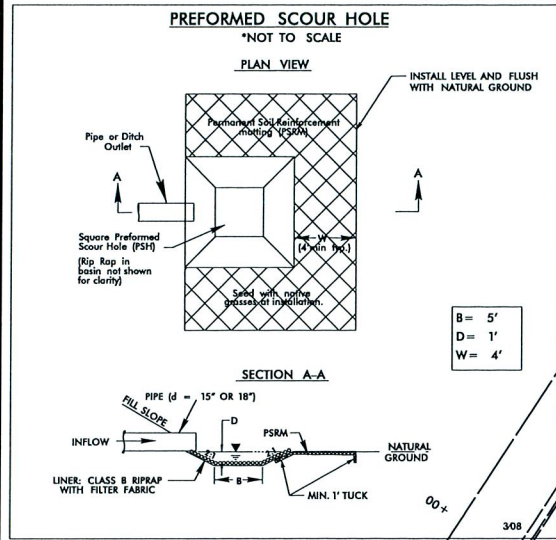 PREFORMED SCOUR HOLE
*NOT TO SCALE
PLAN VIEW
INSTALL LEVEL AND FLUSH
WITH NATURAL GROUND
Permanent Soil Reinforcement
matting (PSRM)
Pipe or Ditch
Outlet
A
A
Square Preformed
Scour Hole (PSH)
(Rip Rap in
basin not shown
for clarity)
W
(4' min typ.)
Seed with native
grasses at installation.
B= 5'
D= 1'
W= 4'
SECTION A-A
PIPE (d = 15" OR 18")
FILL SLOPE
D
PSRM
INFLOW
NATURAL
GROUND
LINER: CLASS B RIPRAP
WITH FILTER FABRIC
B
MIN. 1' TUCK
00+
308